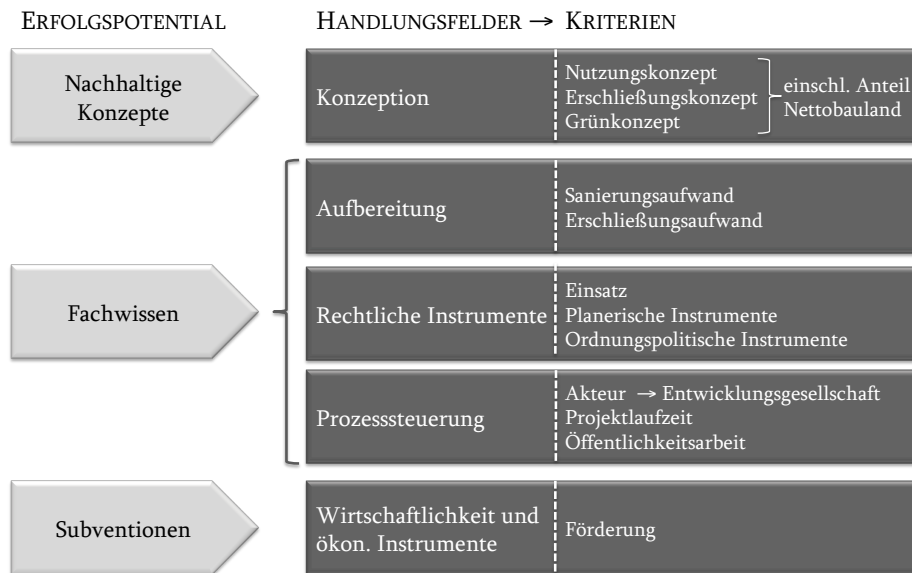 ERFOLGSPOTENTIAL
HANDLUNGSFELDER → KRITERIEN
Nachhaltige
Konzepte
Konzeption
Nutzungskonzept
Erschließungskonzept
Grünkonzept
einschl. Anteil
Nettobauland
Fachwissen
Aufbereitung
Sanierungsaufwand
Erschließungsaufwand
Rechtliche Instrumente
Einsatz
Planerische Instrumente
Ordnungspolitische Instrumente
Prozesssteuerung
Akteur → Entwicklungsgesellschaft
Projektlaufzeit
Öffentlichkeitsarbeit
Subventionen
Wirtschaftlichkeit und
ökon. Instrumente
Förderung